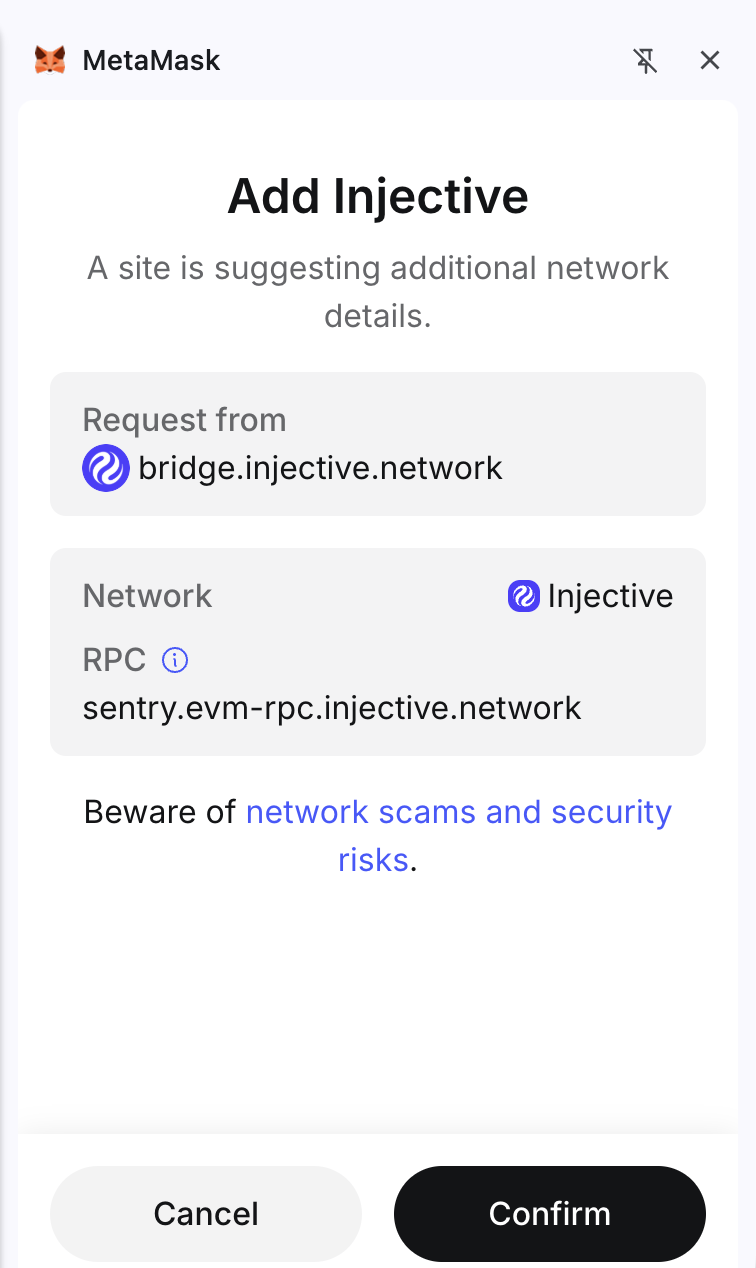 MetaMask
Add Injective
A site is suggesting additional network
details.
Request from
bridge.injective.network
Network
Injective
RPC
sentry.evm-rpc.injective.network
Beware of network scams and security
risks.
Cancel
Confirm